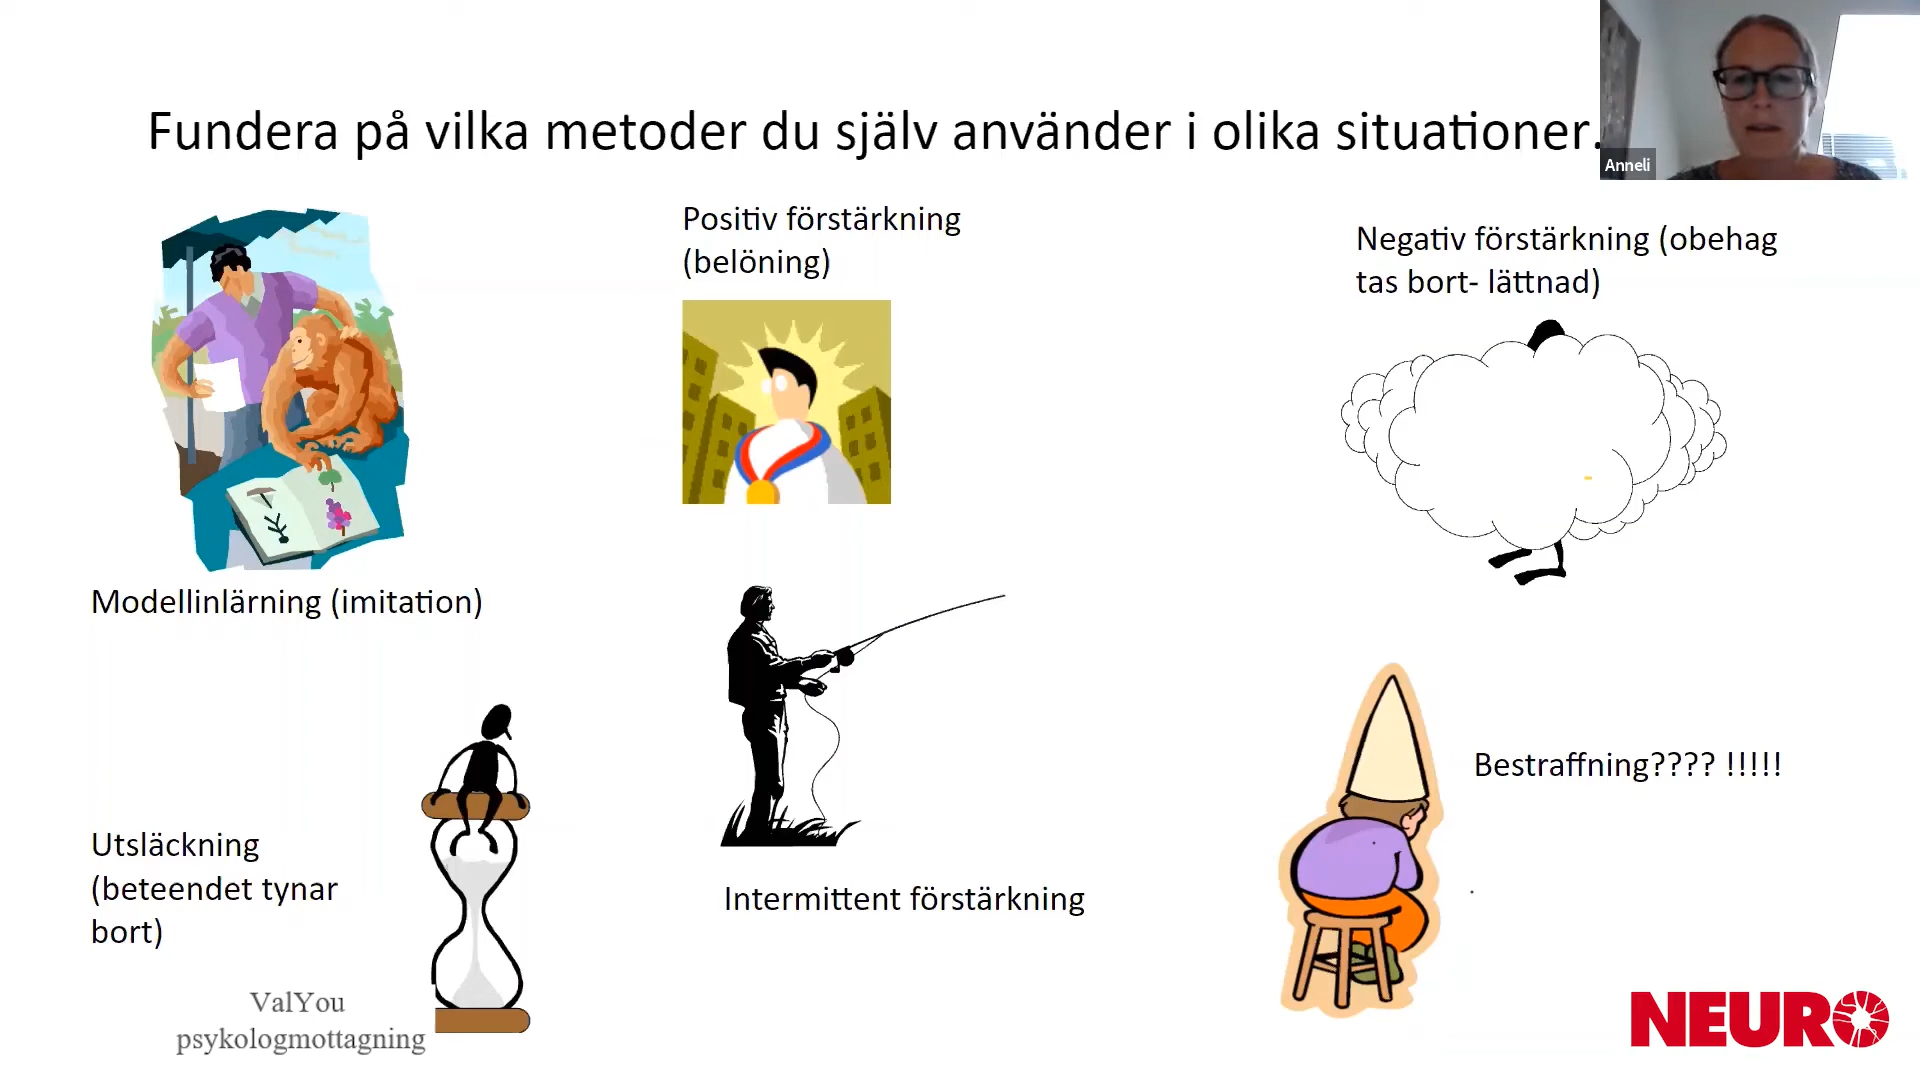 Fundera på vilka metoder du själv använder i olika situationer.
Anneli
Positiv förstärkning
(belöning)
Negativ förstärkning (obehag
tas bort- lättnad)
Modellinlärning (imitation)
Utsläckning
(beteendet tynar
bort)
Intermittent förstärkning
Bestraffning???? !!!!!
ValYou
psykologmottagning
NEURO